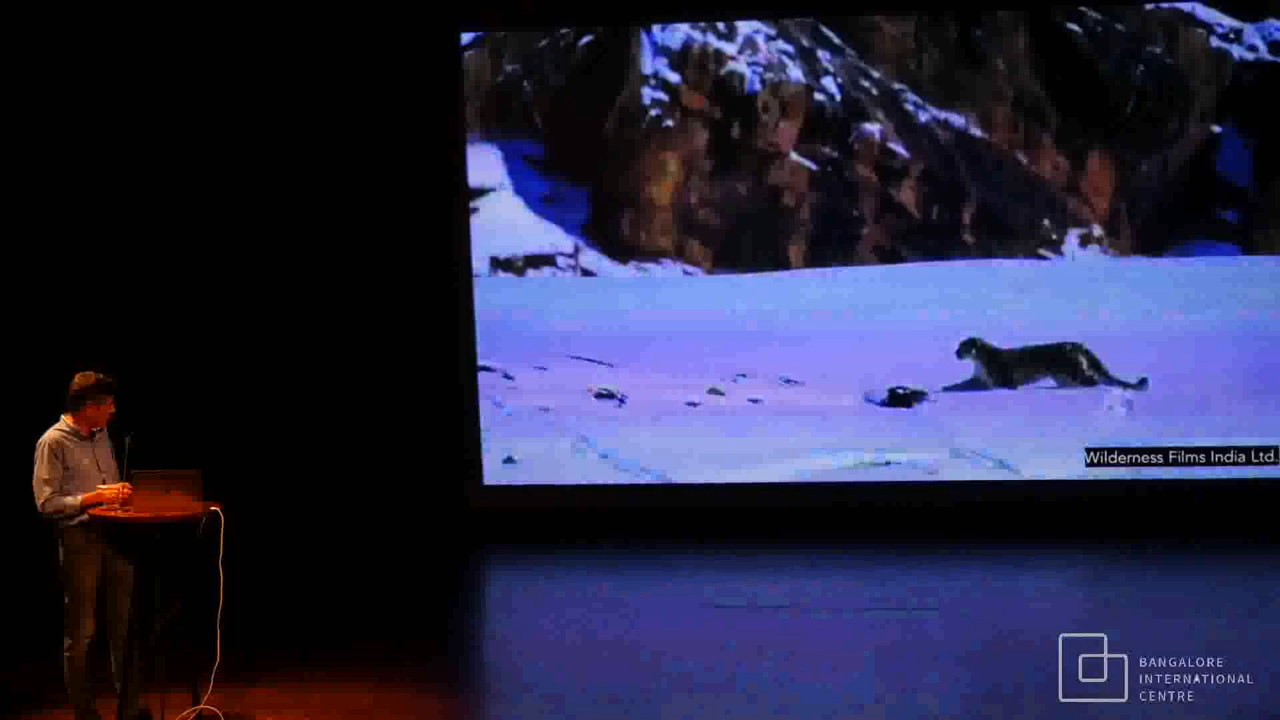 Wilderness Films India Ltd.
BANGALORE
INTERNATIONAL
CENTRE